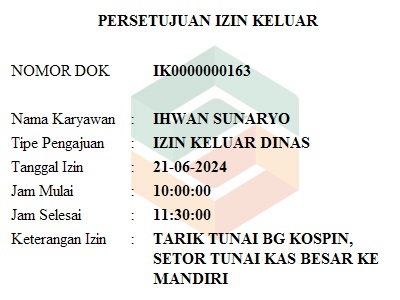 PERSETUJUAN IZIN KELUAR
NOMOR DOK IK0000000163
Nama Karyawan : IHWAN SUNARYO
Tipe Pengajuan : IZIN KELUAR DINAS
Tanggal Izin : 21-06-2024
Jam Mulai : 10:00:00
Jam Selesai : 11:30:00
Keterangan Izin : TARIK TUNAI BG KOSPIN,
SETOR TUNAI KAS BESAR KE
MANDIRI